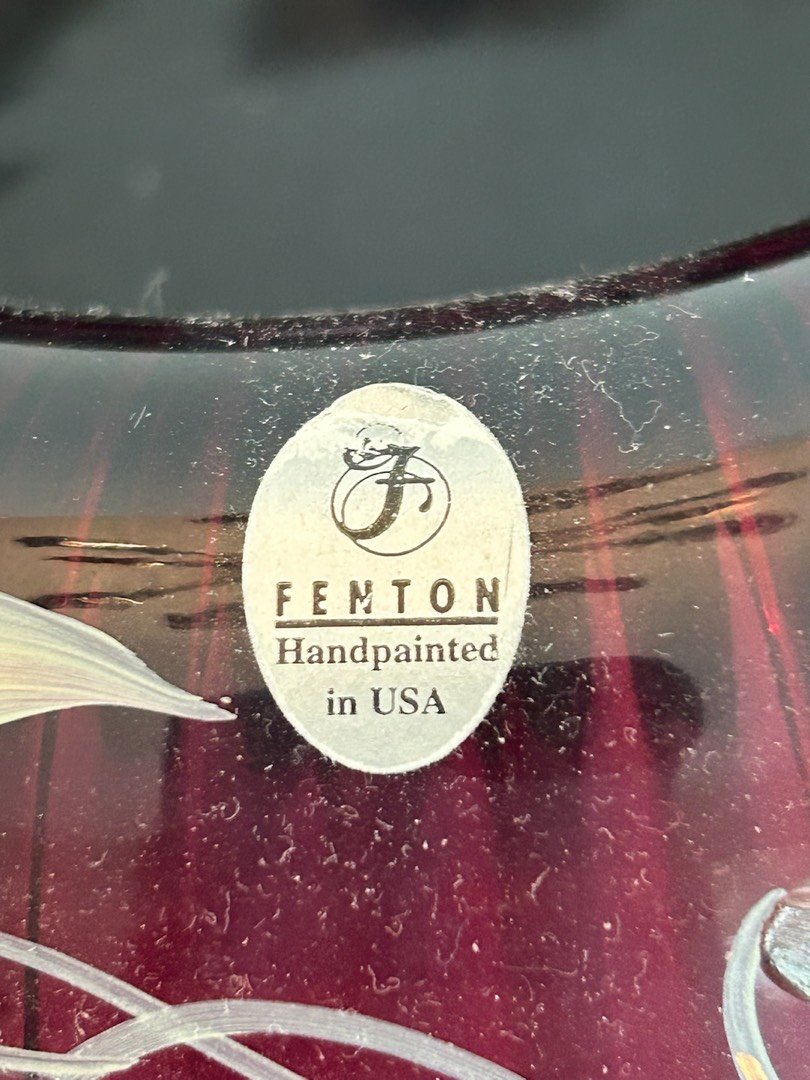 F
FENTON
Handpainted
in USA